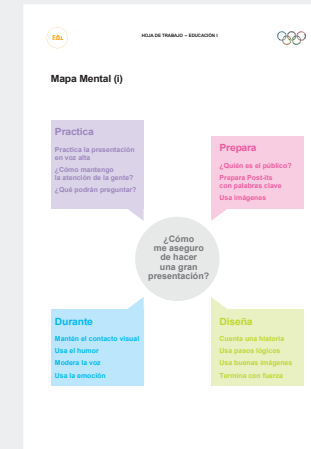 Edu
HOJA DE TRABAJO – EDUCACIÓN I
Mapa Mental (i)
Practica
Practica la presentación
en voz alta
¿Cómo mantengo
la atención de la gente?
¿Qué podrán preguntar?
Prepara
¿Quién es el público?
Prepara Post-its
con palabras clave
Usa imágenes
¿Cómo
me aseguro
de hacer
una gran
presentación?
Durante
Mantén el contacto visual
Usa el humor
Modera la voz
Usa la emoción
Diseña
Cuenta una historia
Usa pasos lógicos
Usa buenas imágenes
Termina con fuerza